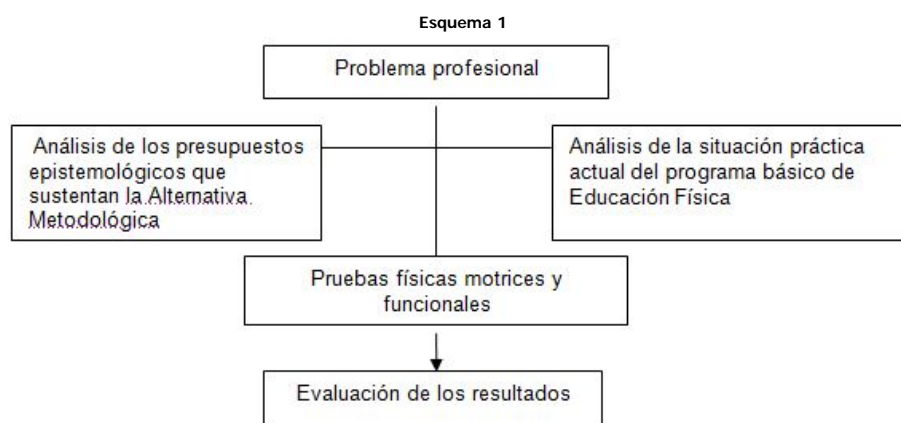 Esquema 1
Problema profesional
Análisis de los presupuestos
epistemológicos que
sustentan la Alternativa.
Metodológica
Análisis de la situación práctica
actual del programa básico de
Educación Física
Pruebas físicas motrices y
funcionales
Evaluación de los resultados